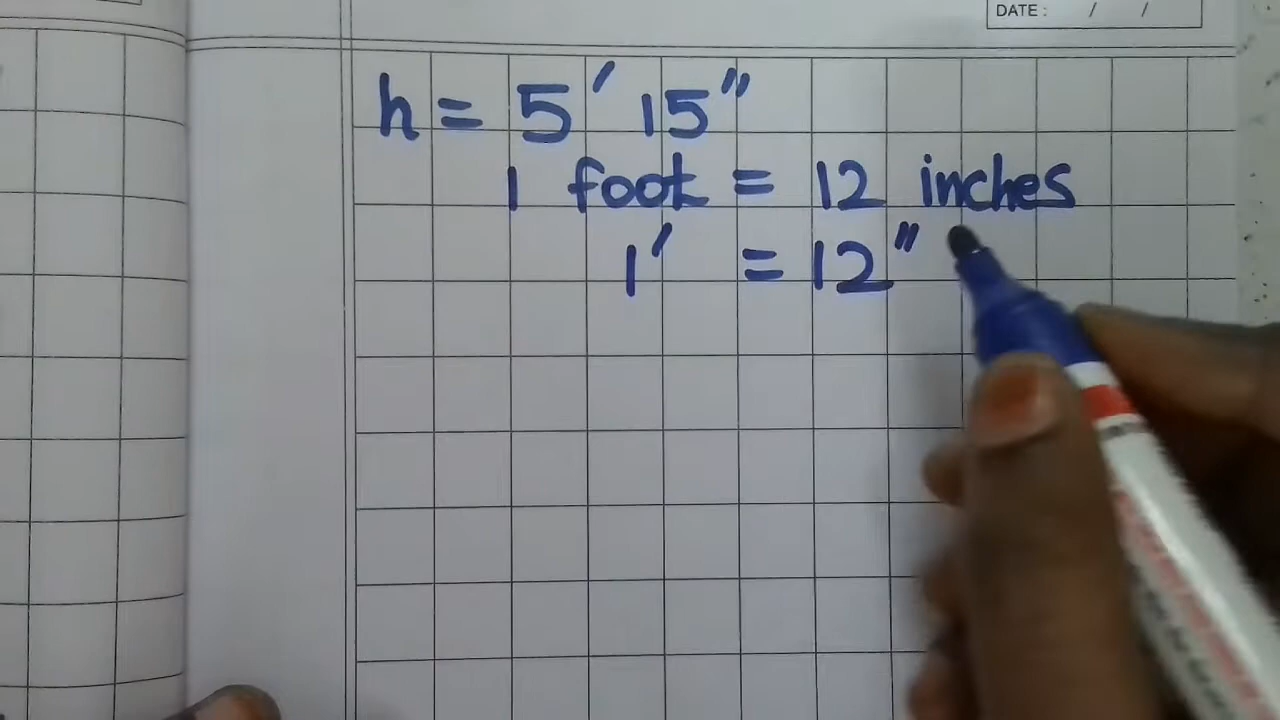 DATE : / /
h = 5′ 15″
1 foot = 12 inches
1′ = 12″